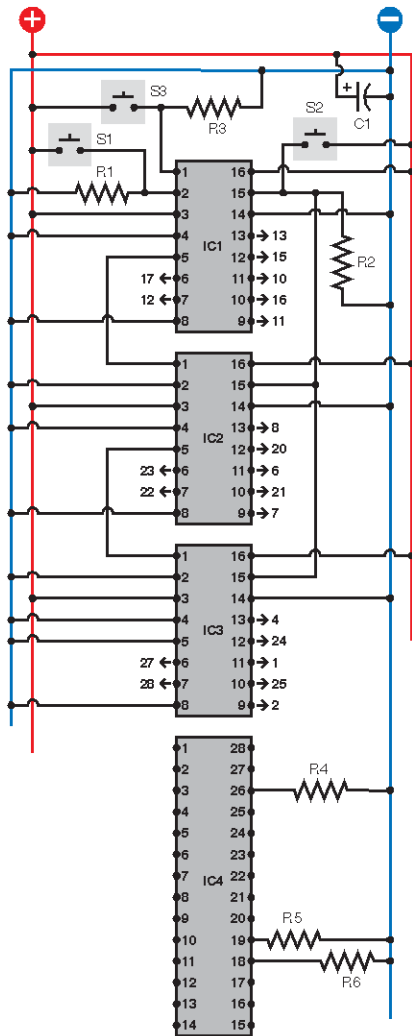 + −
S3
+
S2
C1
S1
R3
R1
1 16
2 15
3 14
4 13 → 13
IC1
5 12 → 15
R2
17 ← 6 11 → 10
12 ← 7 10 → 16
8 9 → 11
1 16
2 15
3 14
4 13 → 8
IC2
5 12 → 20
23 ← 6 11 → 6
22 ← 7 10 → 21
8 9 → 7
1 16
2 15
3 14
4 13 → 4
IC3
5 12 → 24
27 ← 6 11 → 1
28 ← 7 10 → 25
8 9 → 2
1 28
2 27
R4
3 26
4 25
5 24
6 23
7 22
IC4
8 21
9 20
R5
10 19
11 18
R6
12 17
13 16
14 15